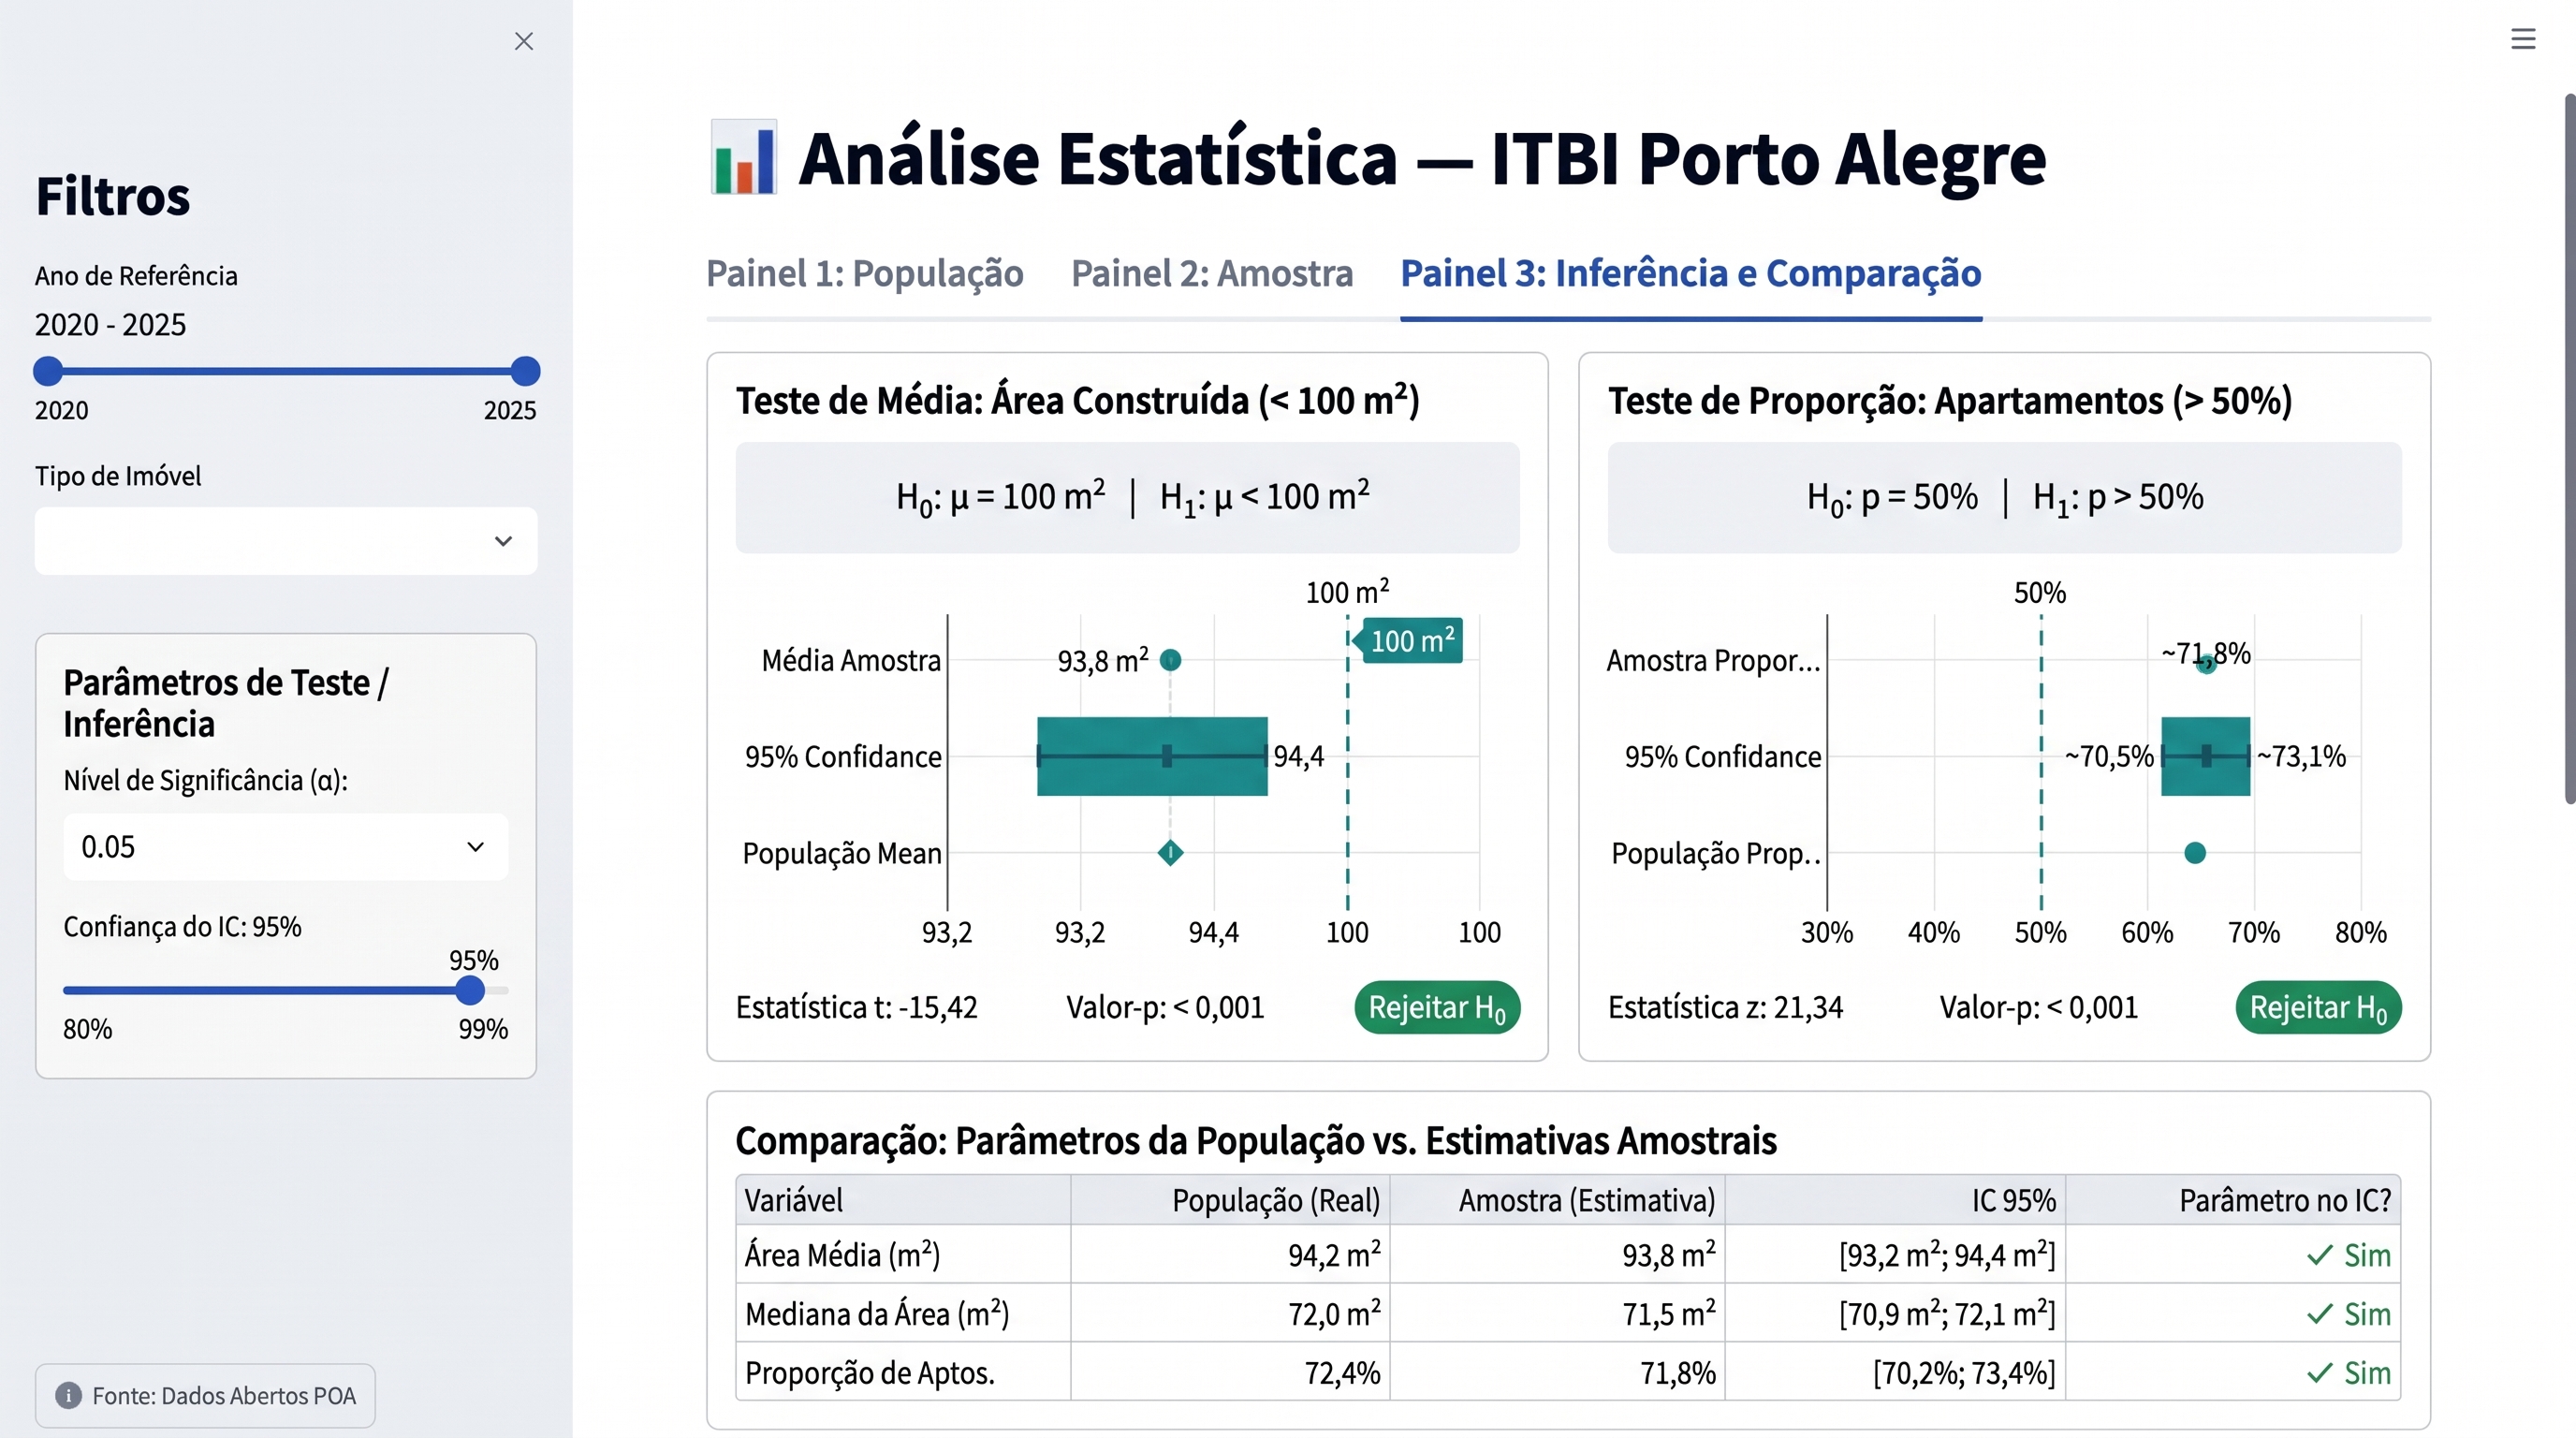 Filtros
Ano de Referência
2020 - 2025
2020 2025
Tipo de Imóvel
Parâmetros de Teste /
Inferência
Nível de Significância (α):
0.05
Confiança do IC: 95%
95%
80% 99%
Fonte: Dados Abertos POA
Análise Estatística — ITBI Porto Alegre
Painel 1: População Painel 2: Amostra Painel 3: Inferência e Comparação
Teste de Média: Área Construída (< 100 m²)
H₀: μ = 100 m² | H₁: μ < 100 m²
100 m²
100 m²
Média Amostra 93,8 m²
95% Confidance 94,4
População Mean
93,2 93,2 94,4 100 100
Estatística t: -15,42 Valor-p: < 0,001 Rejeitar H₀
Teste de Proporção: Apartamentos (> 50%)
H₀: p = 50% | H₁: p > 50%
50%
Amostra Propor... ~71,8%
95% Confidance ~70,5% ~73,1%
População Prop..
30% 40% 50% 60% 70% 80%
Estatística z: 21,34 Valor-p: < 0,001 Rejeitar H₀
Comparação: Parâmetros da População vs. Estimativas Amostrais
Variável População (Real) Amostra (Estimativa) IC 95% Parâmetro no IC?
Área Média (m²) 94,2 m² 93,8 m² [93,2 m²; 94,4 m²] ✓ Sim
Mediana da Área (m²) 72,0 m² 71,5 m² [70,9 m²; 72,1 m²] ✓ Sim
Proporção de Aptos. 72,4% 71,8% [70,2%; 73,4%] ✓ Sim